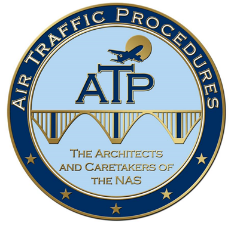 AIR TRAFFIC PROCEDURES
ATP
THE ARCHITECTS
AND CARETAKERS OF
THE NAS